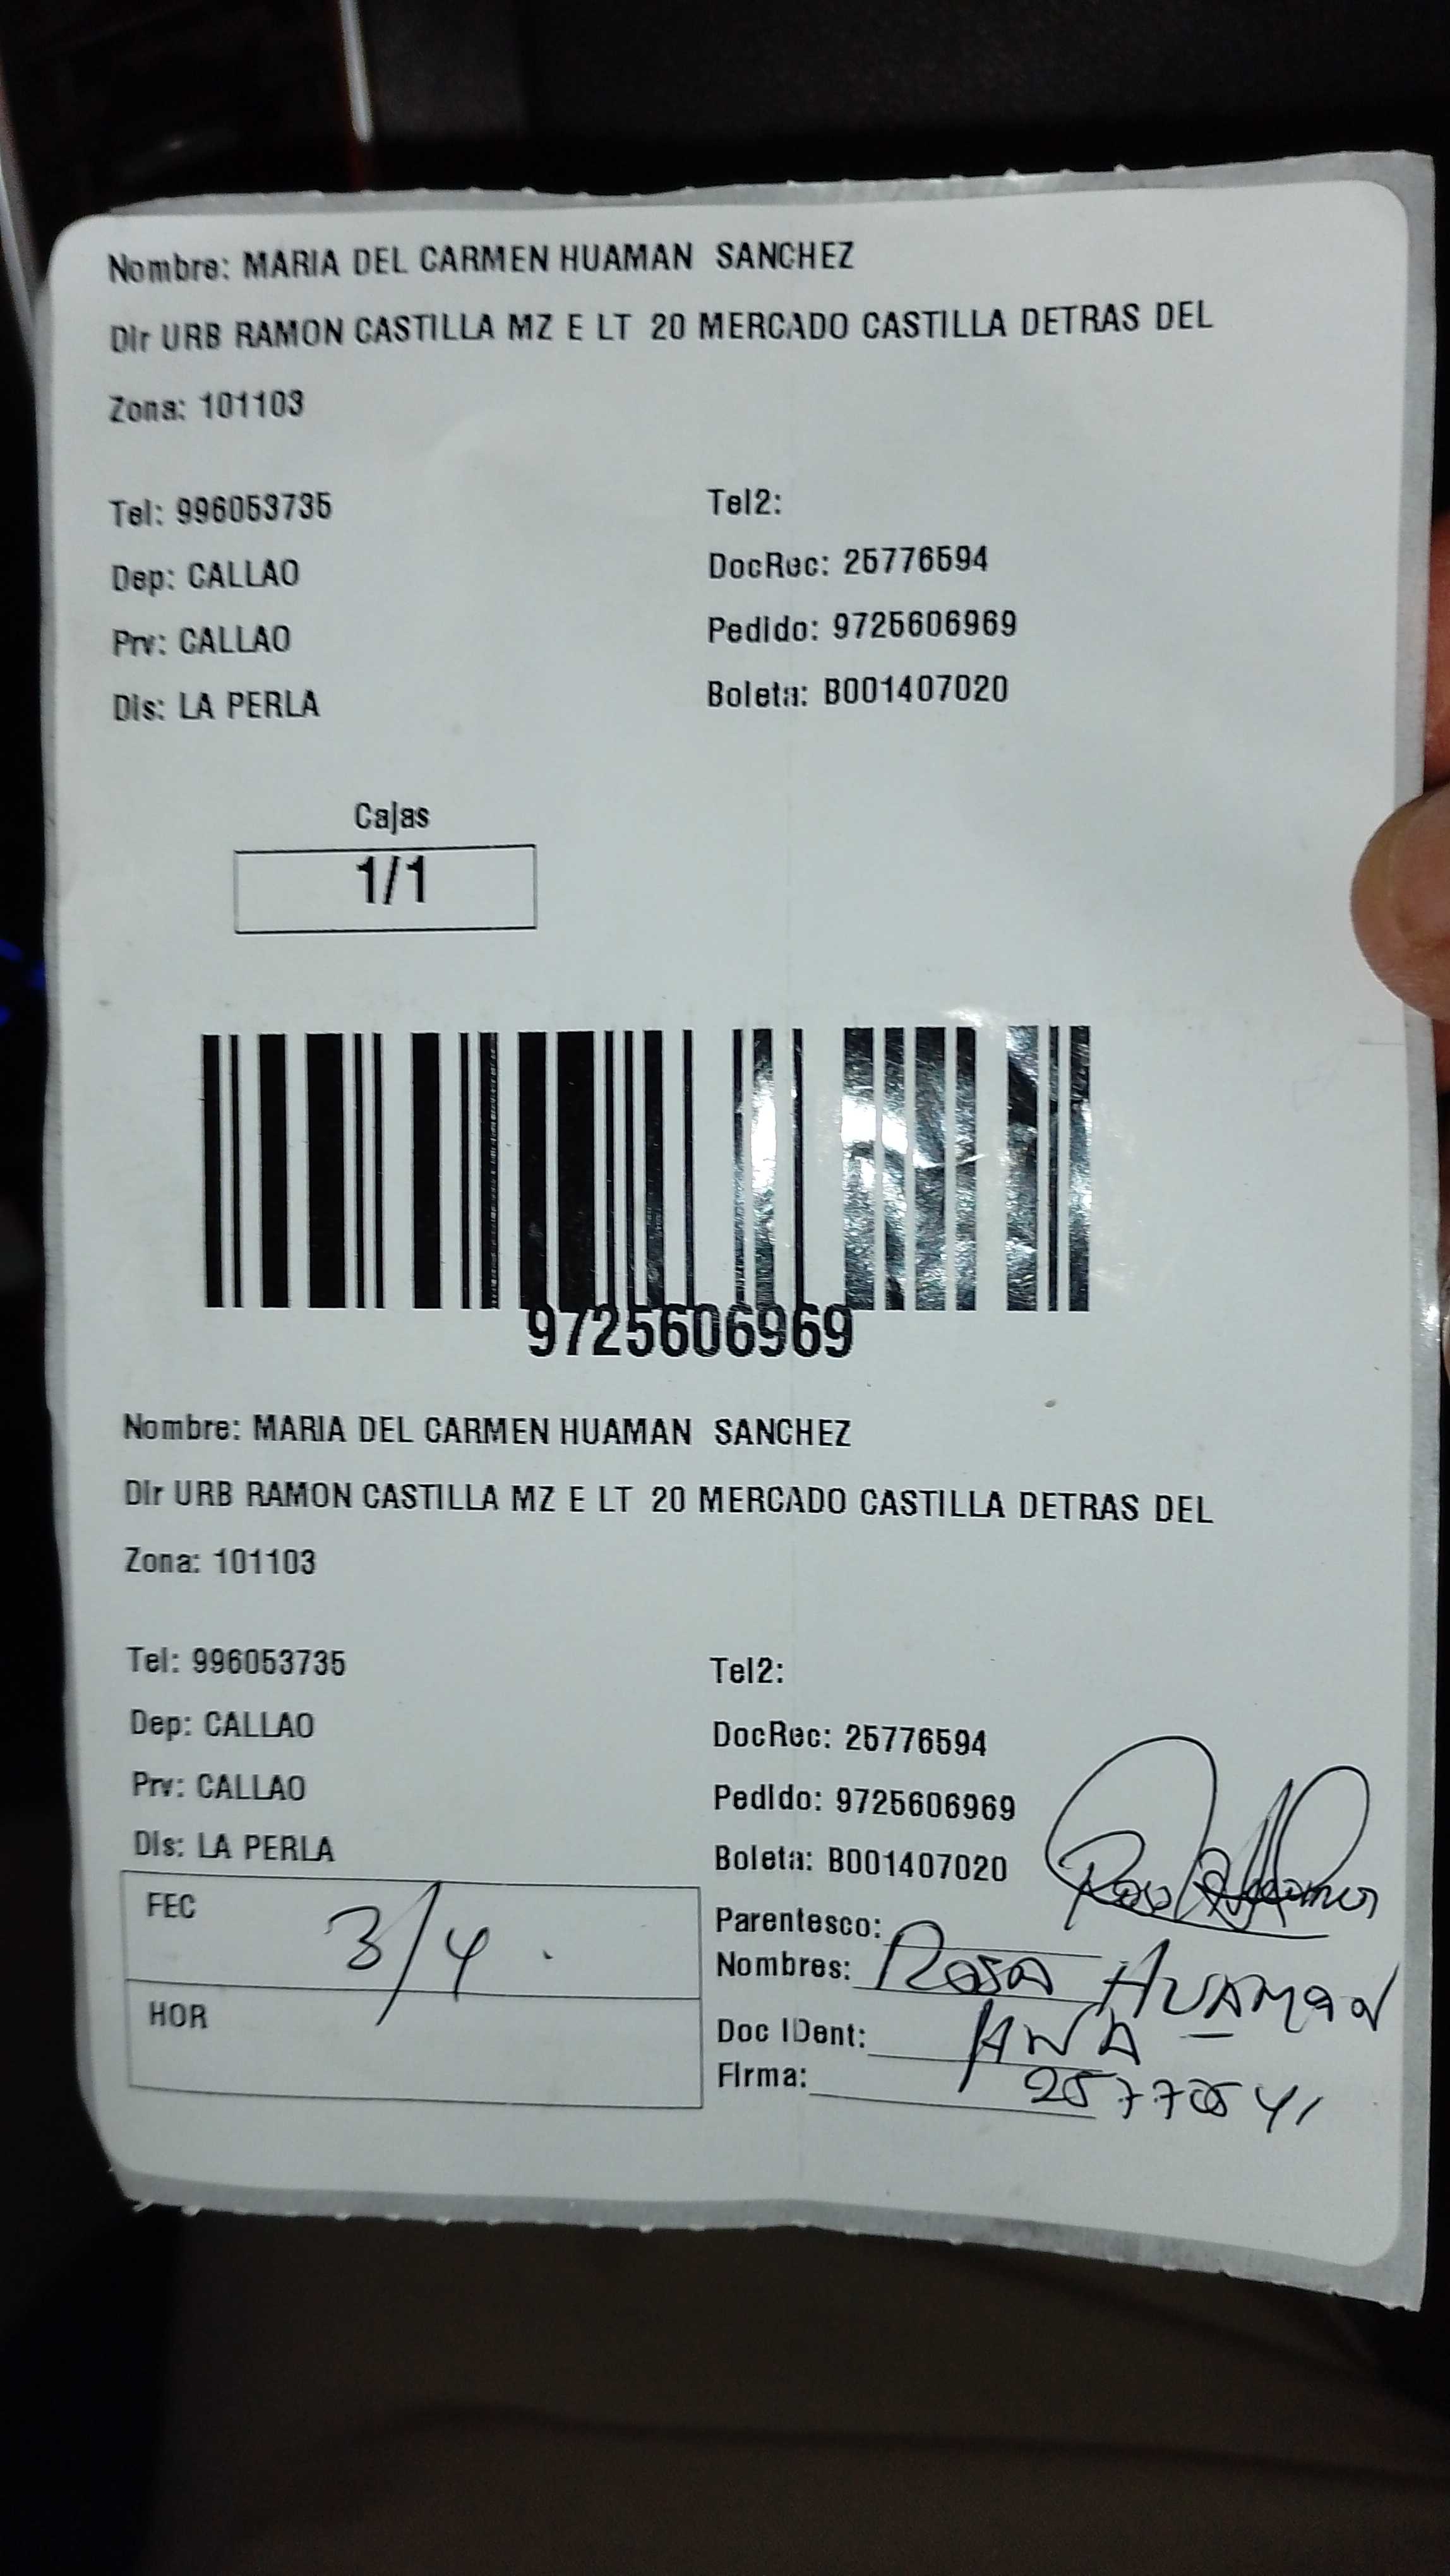 Nombre: MARIA DEL CARMEN HUAMAN SANCHEZ
Dir URB RAMON CASTILLA MZ E LT 20 MERCADO CASTILLA DETRAS DEL
Zona: 101103
Tel: 996053735 Tel2:
Dep: CALLAO DocRec: 25776594
Prv: CALLAO Pedido: 9725606969
Dis: LA PERLA Boleta: B001407020
Cajas
1/1
9725606969
Nombre: MARIA DEL CARMEN HUAMAN SANCHEZ
Dir URB RAMON CASTILLA MZ E LT 20 MERCADO CASTILLA DETRAS DEL
Zona: 101103
Tel: 996053735 Tel2:
Dep: CALLAO DocRec: 25776594
Prv: CALLAO Pedido: 9725606969
Dis: LA PERLA Boleta: B001407020
FEC 3/4 Parentesco:
Nombres: ROSA HUAMAN
HOR Doc IDent:
Firma: